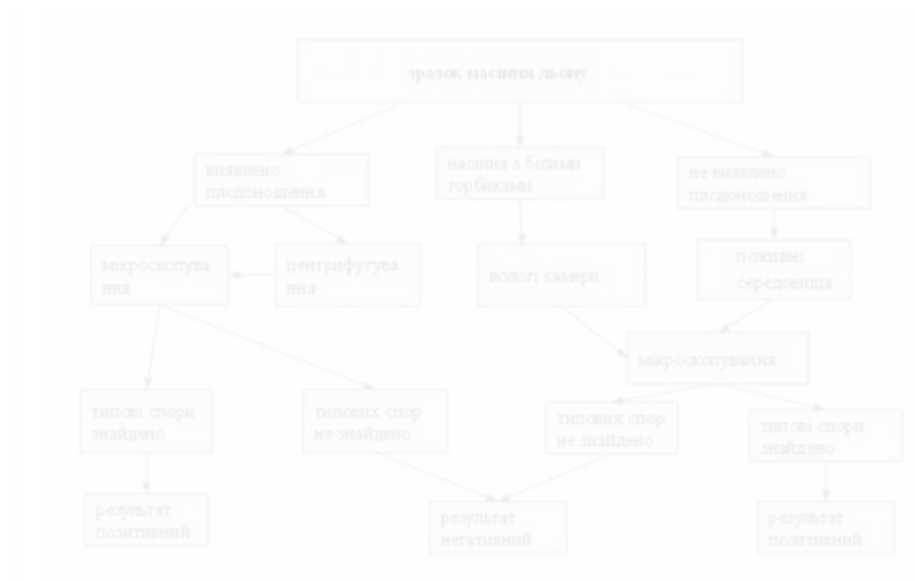 зразок насіння льону
виявлено
плодоношення
насіння з білими
горбиками
не виявлено
плодоношення
мікроскопува
ння
центрифугува
ння
вологі камери
поживні
середовища
мікроскопування
типові спори
знайдено
типових спор
не знайдено
типових спор
не знайдено
типові спори
знайдено
результат
позитивний
результат
негативний
результат
позитивний